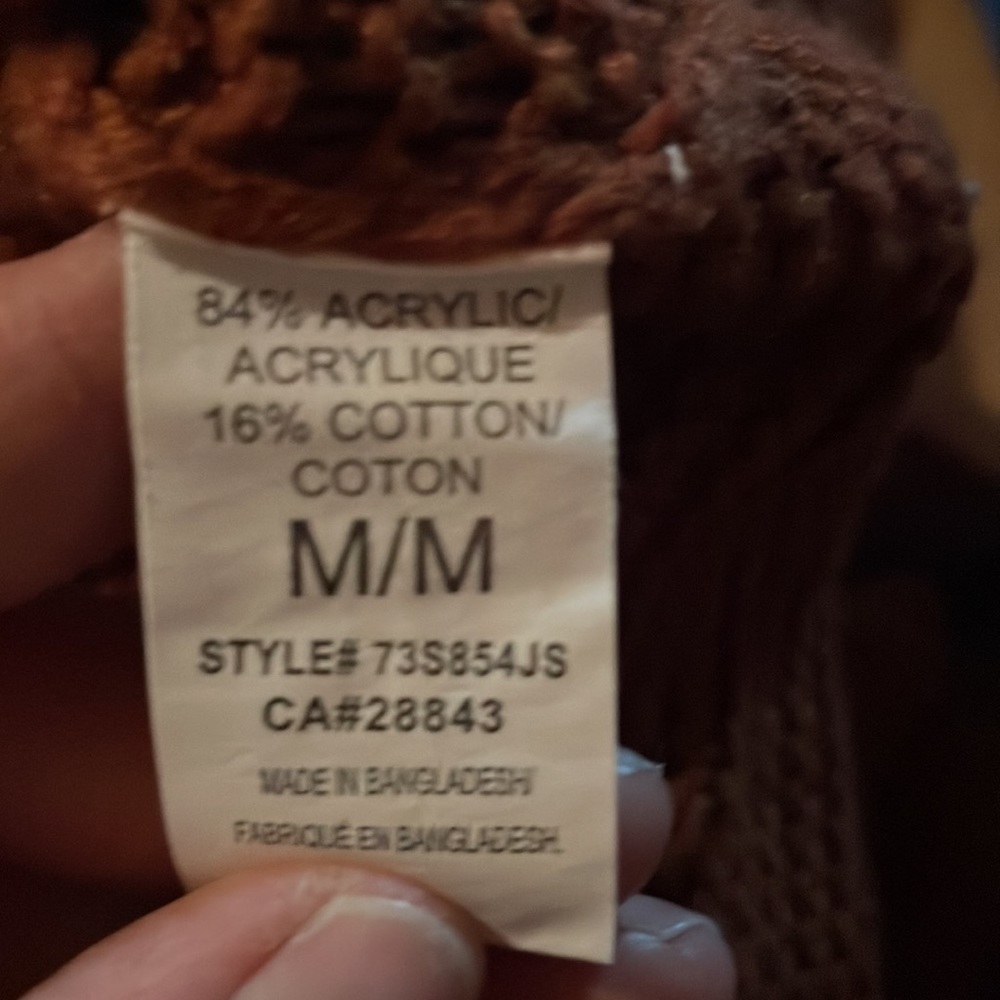 84% ACRYLIC/
ACRYLIQUE
16% COTTON/
COTON
M/M
STYLE# 73S854JS
CA#28843
MADE IN BANGLADESH/
FABRIQUÉ EN BANGLADESH.